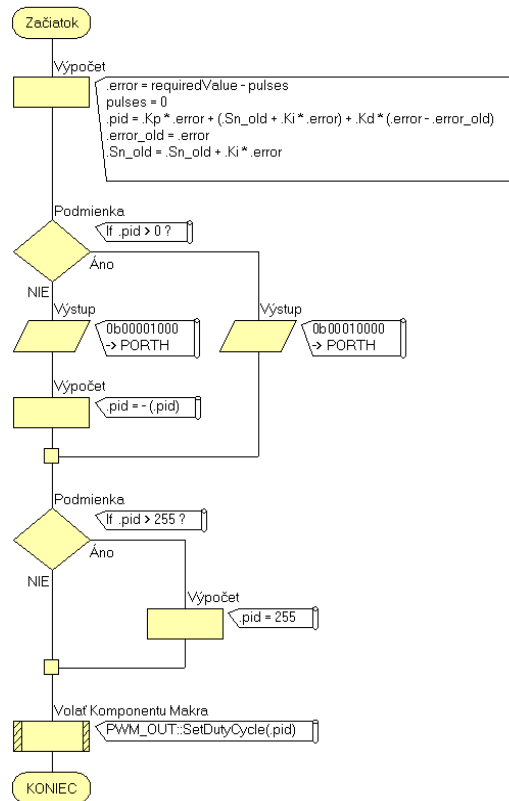 Začiatok
Výpočet
.error = requiredValue - pulses
pulses = 0
.pid = .Kp * .error + (.Sn_old + .Ki * .error) + .Kd * (.error - .error_old)
.error_old = .error
.Sn_old = .Sn_old + .Ki * .error
Podmienka
If .pid > 0 ?
Áno
NIE
Výstup
0b00001000
-> PORTH
Výstup
0b00010000
-> PORTH
Výpočet
.pid = - (.pid)
Podmienka
If .pid > 255 ?
Áno
NIE
Výpočet
.pid = 255
Volať Komponentu Makra
PWM_OUT::SetDutyCycle(.pid)
KONIEC